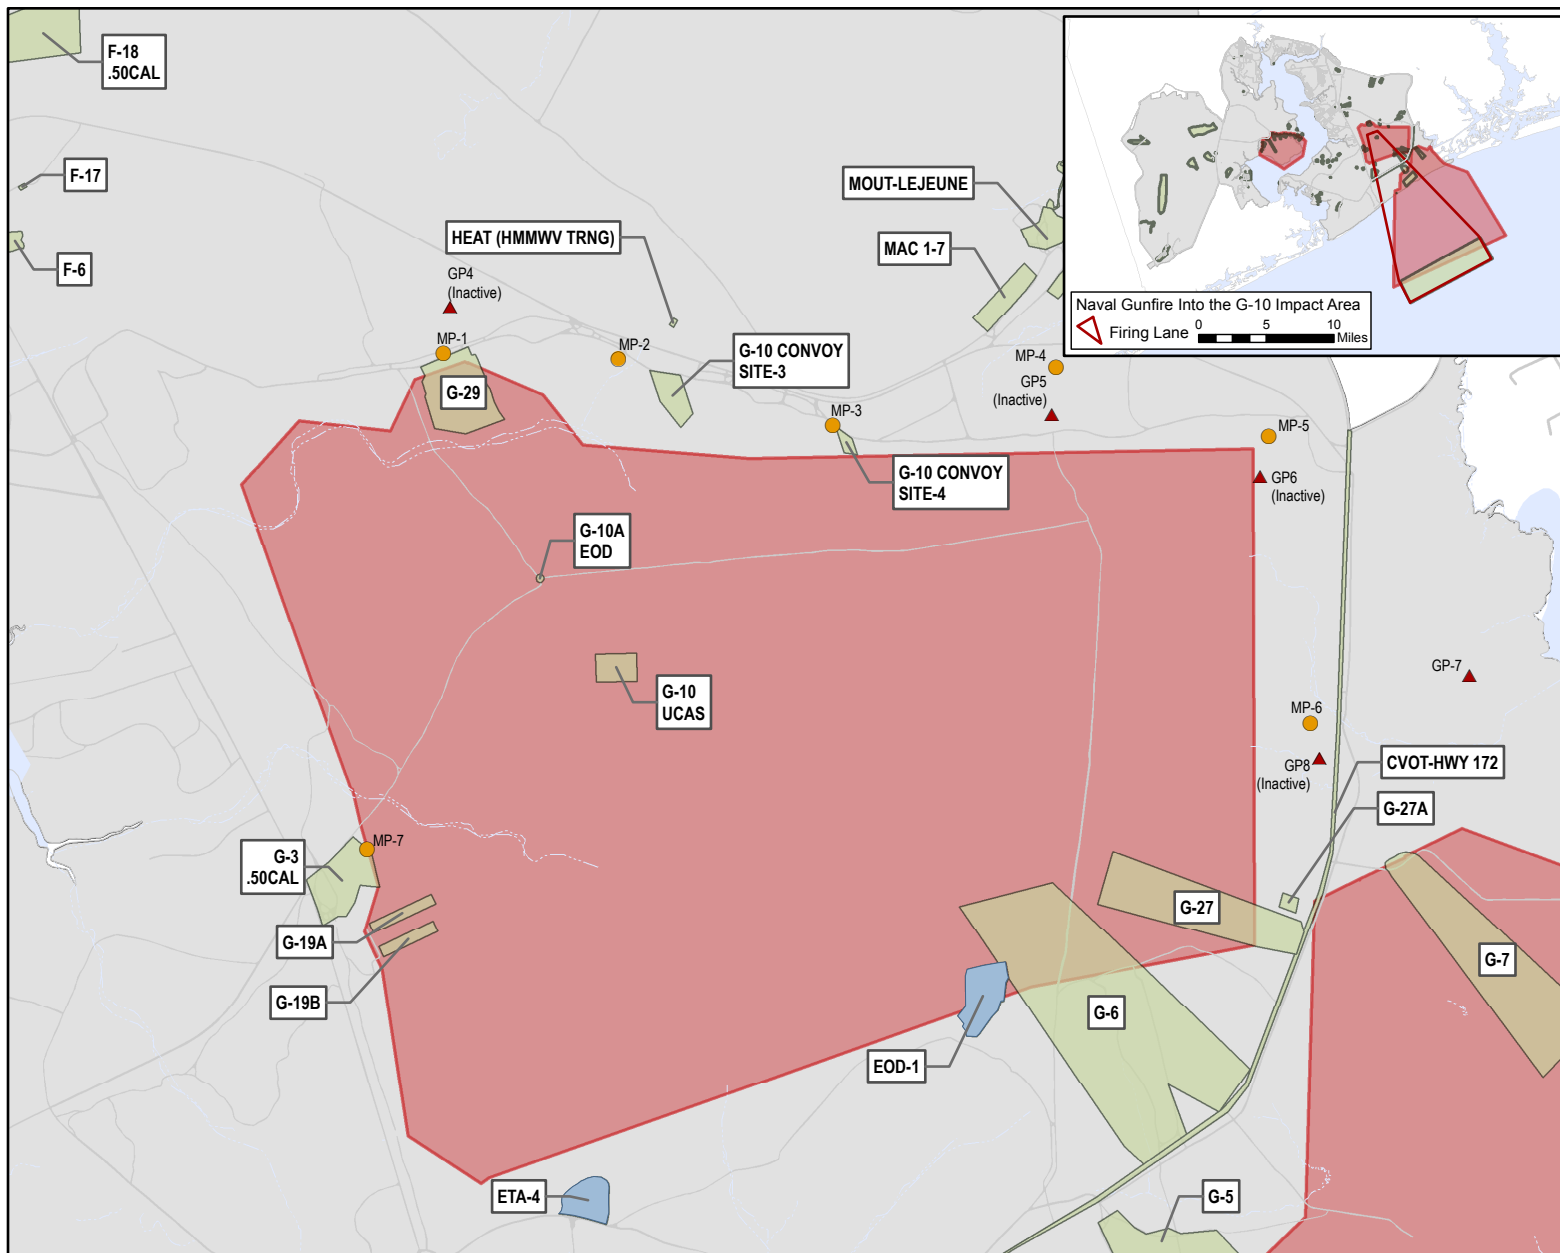 F-18
.50CAL
F-17
F-6
HEAT (HMMWV TRNG)
MOUT-LEJEUNE
MAC 1-7
GP4
(Inactive)
MP-1
MP-2
G-29
G-10 CONVOY
SITE-3
MP-3
MP-4
GP5
(Inactive)
MP-5
G-10 CONVOY
SITE-4
GP6
(Inactive)
G-10A
EOD
G-10
UCAS
GP-7
MP-6
GP8
(Inactive)
CVOT-HWY 172
G-27A
MP-7
G-3
.50CAL
G-19A
G-19B
G-27
G-7
G-6
EOD-1
ETA-4
G-5
Naval Gunfire Into the G-10 Impact Area
Firing Lane
0 5 10
Miles